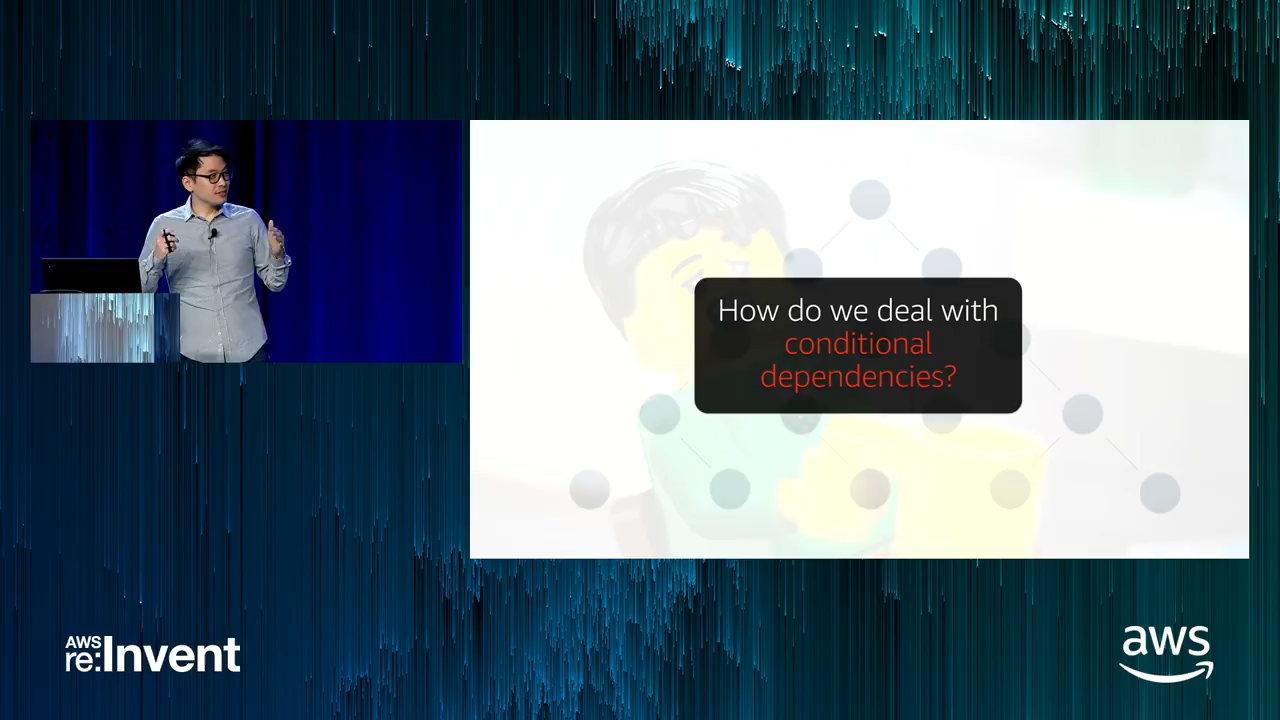 How do we deal with
conditional
dependencies?
AWS
re:Invent
aws